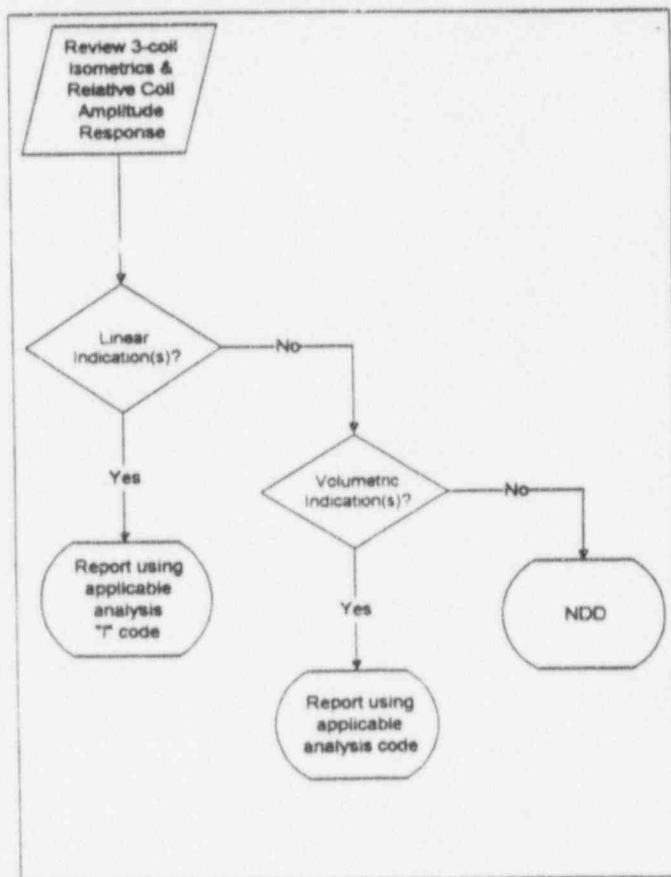 Review 3-coil
Isometrics &
Relative Coil
Amplitude
Response
Linear
Indication(s)?
No
Yes
Volumetric
Indication(s)?
No
Report using
applicable
analysis
"I" code
Yes
NDD
Report using
applicable
analysis code